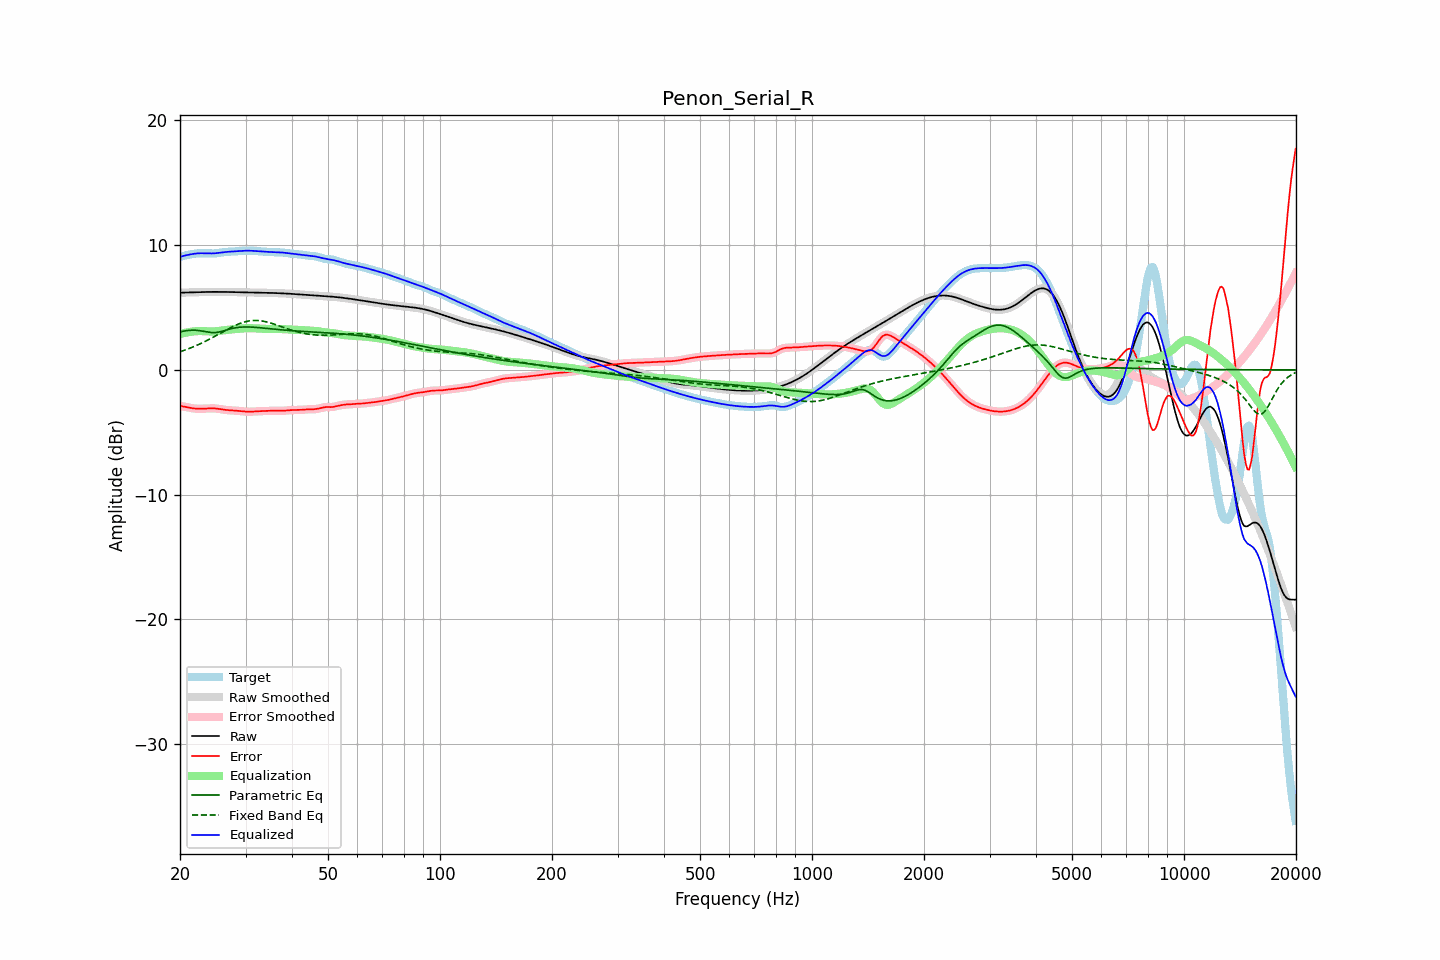 Penon_Serial_R
20
10
0
−10
−20
−30
Amplitude (dBr)
Target
Raw Smoothed
Error Smoothed
Raw
Error
Equalization
Parametric Eq
Fixed Band Eq
Equalized
20 50 100 200 500 1000 2000 5000 10000 20000
Frequency (Hz)